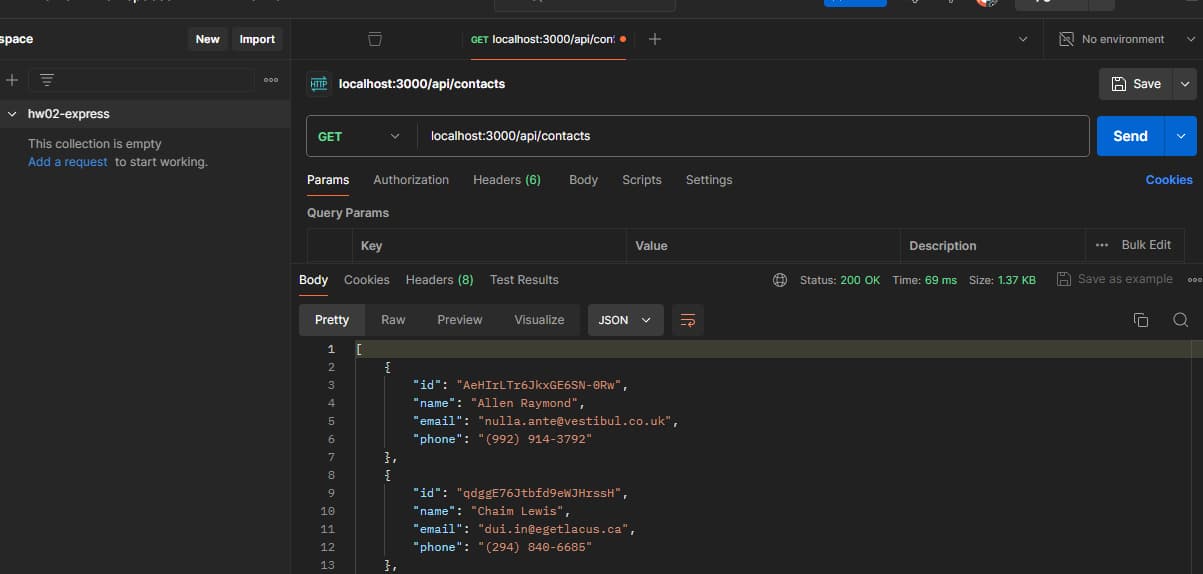 space New Import
GET localhost:3000/api/con
No environment
localhost:3000/api/contacts
Save
hw02-express
This collection is empty
Add a request to start working.
GET localhost:3000/api/contacts
Send
Params Authorization Headers (6) Body Scripts Settings Cookies
Query Params
Key Value Description Bulk Edit
Body Cookies Headers (8) Test Results Status: 200 OK Time: 69 ms Size: 1.37 KB Save as example
Pretty Raw Preview Visualize JSON
1 [
2 {
3 "id": "AeHIrLTr6JkxGE6SN-0Rw",
4 "name": "Allen Raymond",
5 "email": "nulla.ante@vestibul.co.uk",
6 "phone": "(992) 914-3792"
7 },
8 {
9 "id": "qdggE76Jtbfd9eWJHrssH",
10 "name": "Chaim Lewis",
11 "email": "dui.in@egetlacus.ca",
12 "phone": "(294) 840-6685"
13 },